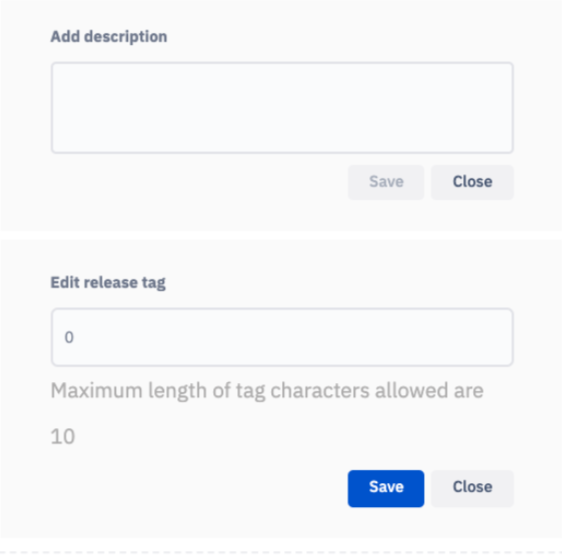 Add description
Save Close
Edit release tag
0
Maximum length of tag characters allowed are
10
Save Close